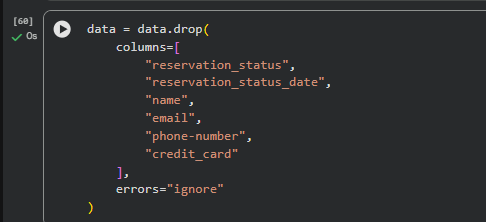 [60]
0s
data = data.drop(
    columns=[
        "reservation_status",
        "reservation_status_date",
        "name",
        "email",
        "phone-number",
        "credit_card"
    ],
    errors="ignore"
)